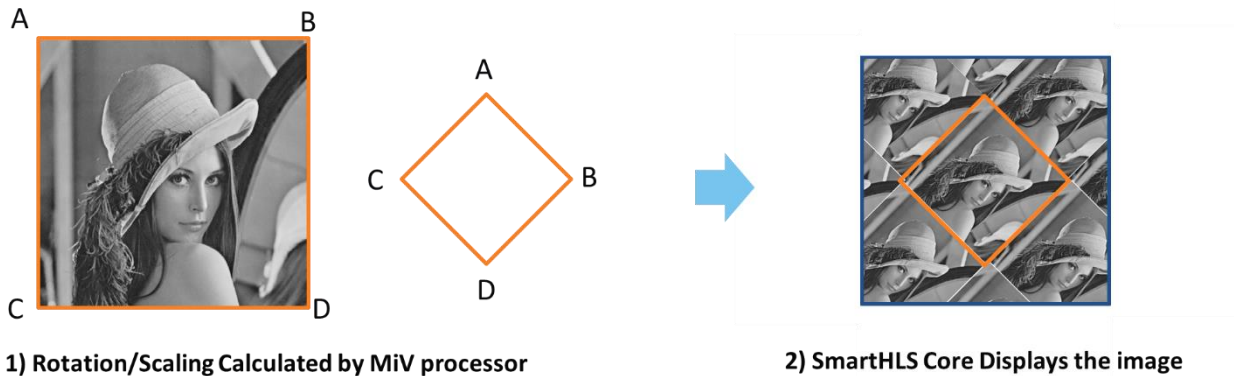 A
B
C
D
A
C
B
D
1) Rotation/Scaling Calculated by MiV processor
2) SmartHLS Core Displays the image